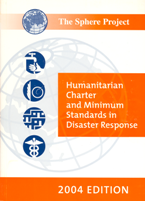 The Sphere Project
Humanitarian
Charter
and Minimum
Standards in
Disaster Response
2004 EDITION